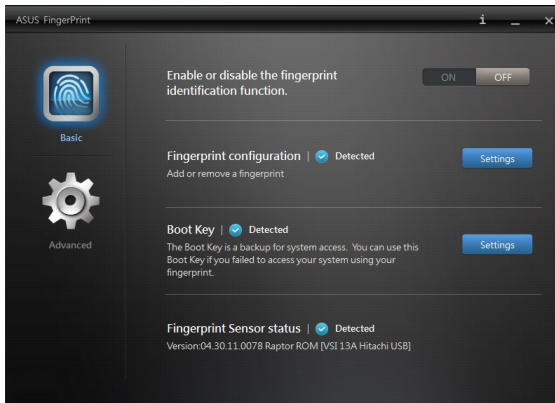 ASUS FingerPrint
Basic
Advanced
Enable or disable the fingerprint
identification function.
ON OFF
Fingerprint configuration | Detected
Add or remove a fingerprint
Settings
Boot Key | Detected
The Boot Key is a backup for system access. You can use this
Boot Key if you failed to access your system using your
fingerprint.
Settings
Fingerprint Sensor status | Detected
Version:04.30.11.0078 Raptor ROM [VSI 13A Hitachi USB]